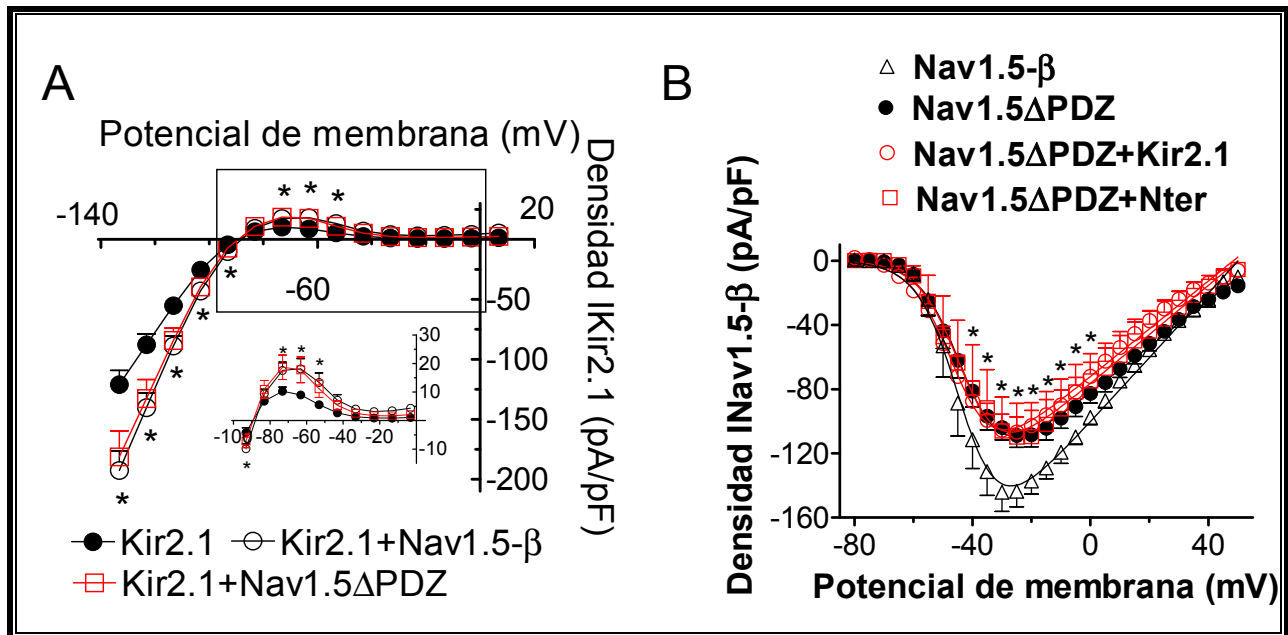 A
Potencial de membrana (mV)
Densidad IKir2.1 (pA/pF)
* * *
-140
20
-60
*
-50
*
-100
*
-150
*
-200
*
30
20
10
-10
-100 -80 -60 -40 -20
* * *
*
Kir2.1 Kir2.1+Nav1.5-β
Kir2.1+Nav1.5ΔPDZ
B
Nav1.5-β
Nav1.5ΔPDZ
Nav1.5ΔPDZ+Kir2.1
Nav1.5ΔPDZ+Nter
Densidad INav1.5-β (pA/pF)
0
-40
-80
-120
-160
* * * * * * * * *
-80 -40 0 40
Potencial de membrana (mV)